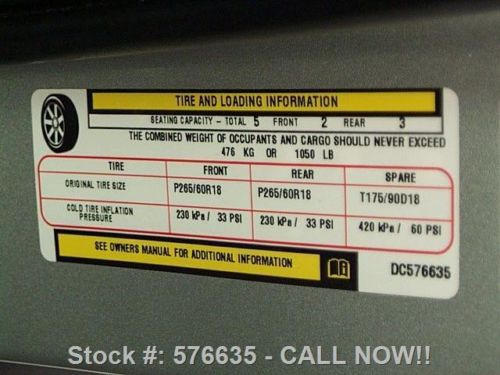 TIRE AND LOADING INFORMATION
SEATING CAPACITY - TOTAL 5 FRONT 2 REAR 3
THE COMBINED WEIGHT OF OCCUPANTS AND CARGO SHOULD NEVER EXCEED
476 KG OR 1050 LB
TIRE FRONT REAR SPARE
ORIGINAL TIRE SIZE P265/60R18 P265/60R18 T175/90D18
COLD TIRE INFLATION PRESSURE 230 kPa / 33 PSI 230 kPa / 33 PSI 420 kPa / 60 PSI
SEE OWNERS MANUAL FOR ADDITIONAL INFORMATION
DC576635
Stock #: 576635 - CALL NOW!!